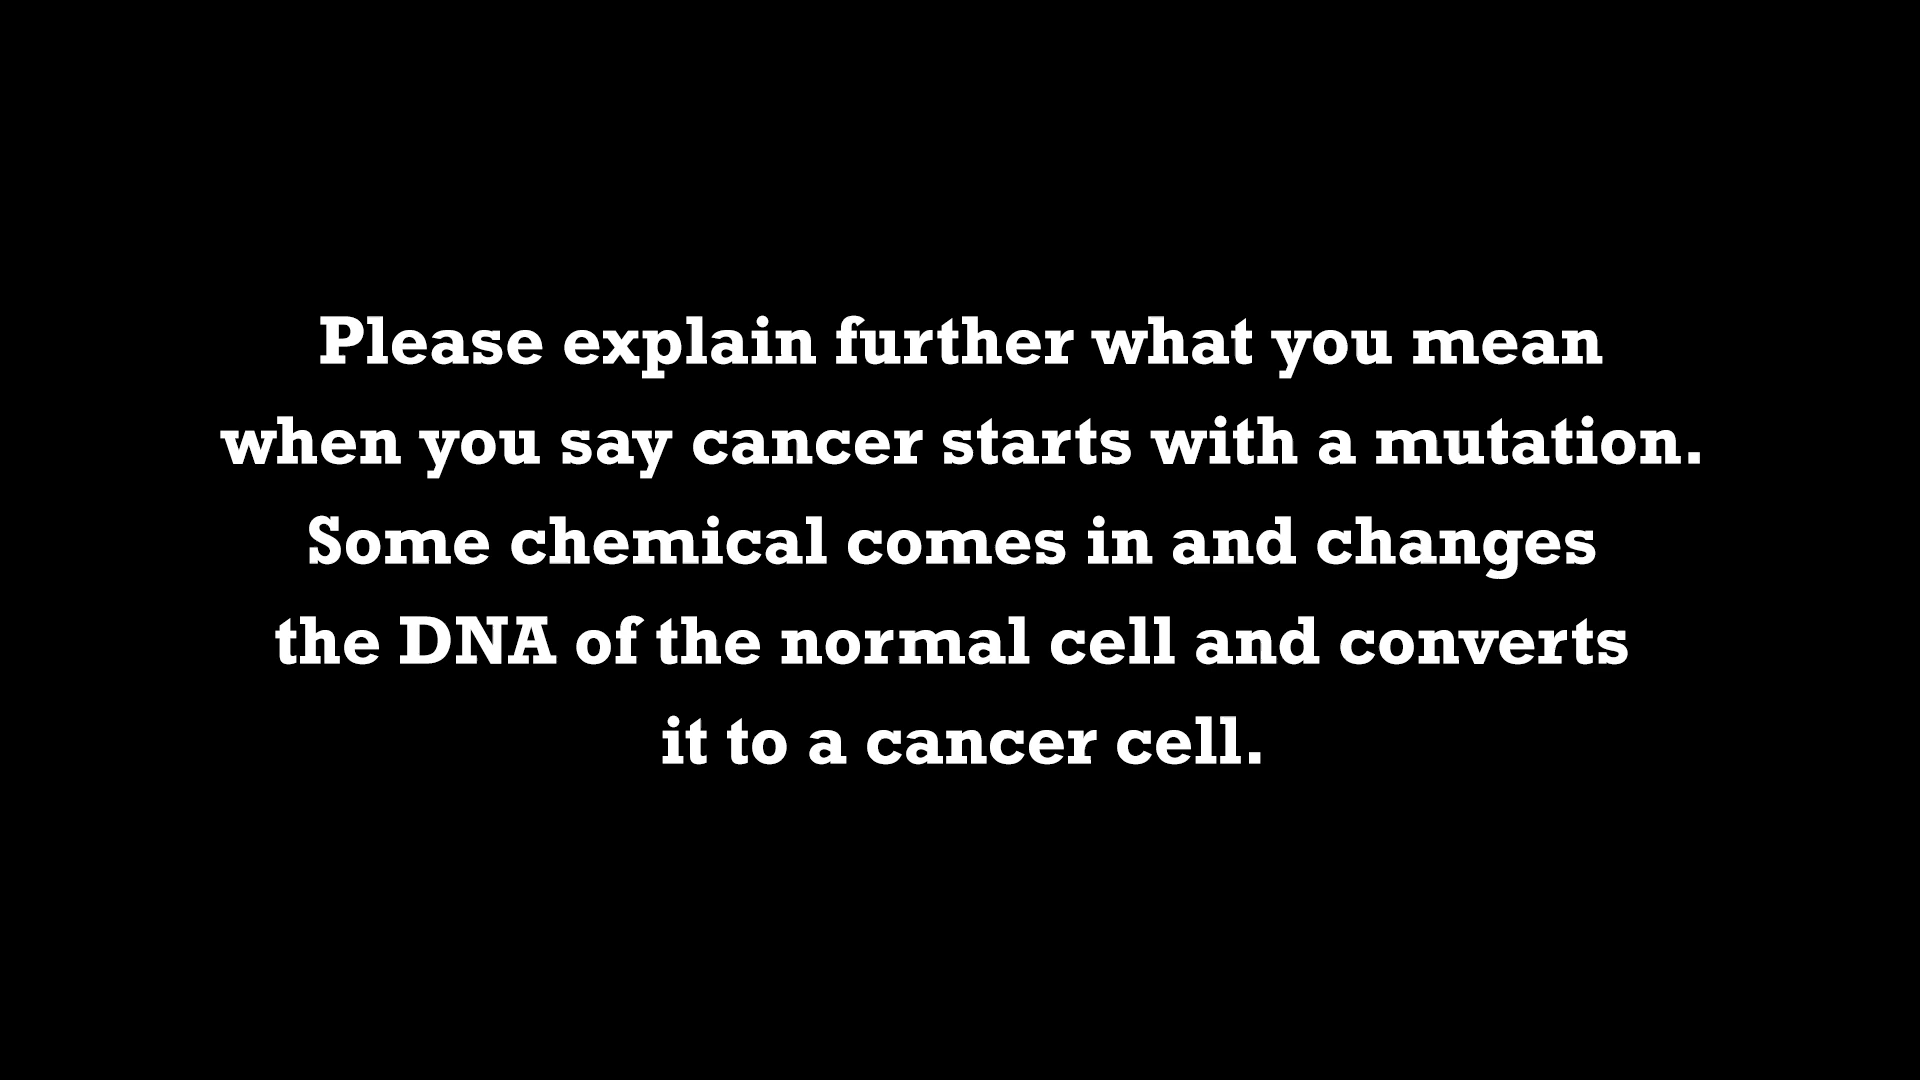 Please explain further what you mean
when you say cancer starts with a mutation.
Some chemical comes in and changes
the DNA of the normal cell and converts
it to a cancer cell.